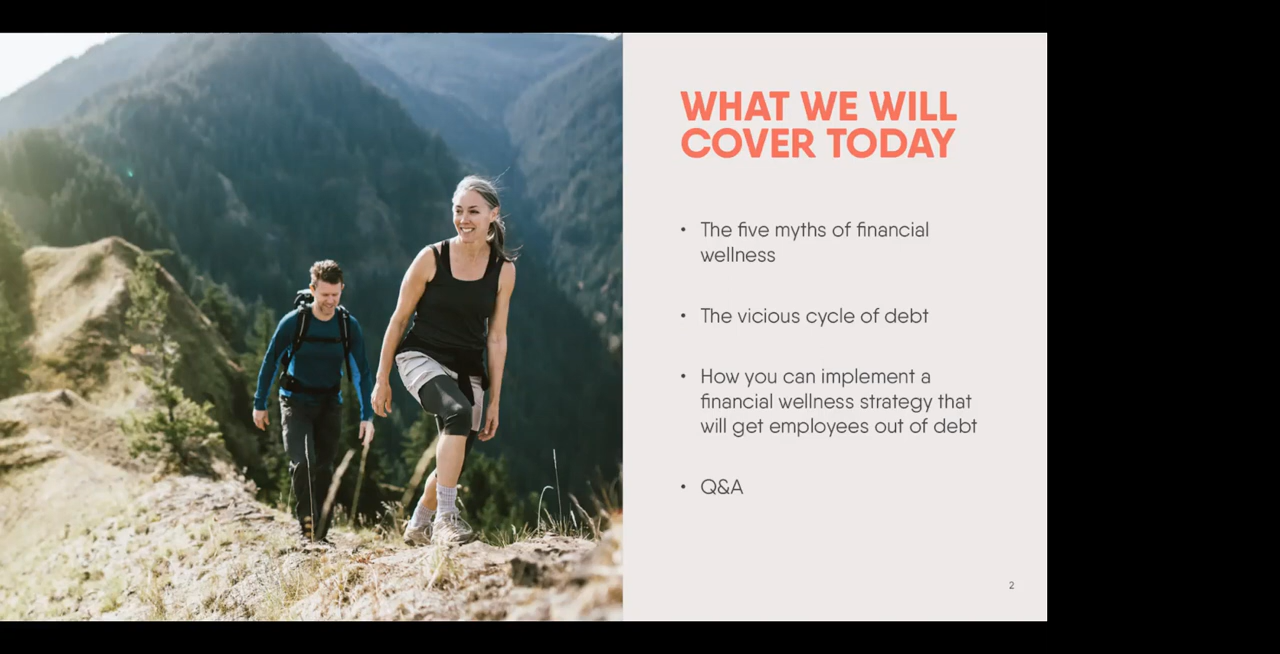 WHAT WE WILL
COVER TODAY
• The five myths of financial
wellness
• The vicious cycle of debt
• How you can implement a
financial wellness strategy that
will get employees out of debt
• Q&A
2